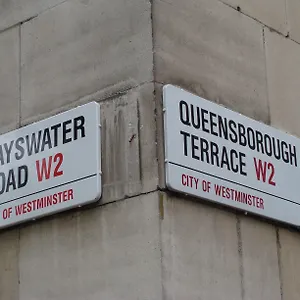 AYSWATER
OAD W2
OF WESTMINSTER
QUEENSBOROUGH
TERRACE W2
CITY OF WESTMINSTER